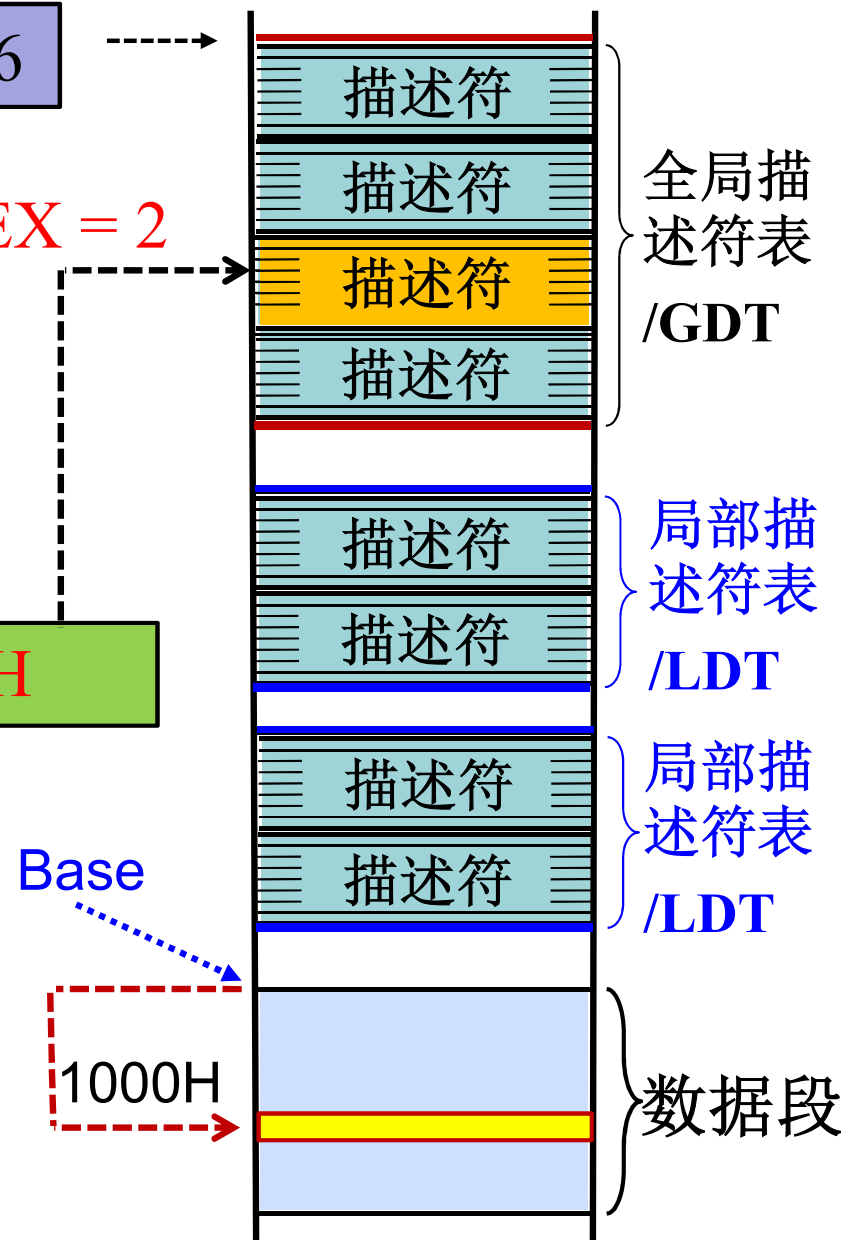 6
描述符
描述符
EX = 2
描述符
描述符
全局描
述符表
/GDT
描述符
描述符
局部描
述符表
/LDT
H
描述符
描述符
局部描
述符表
/LDT
Base
1000H
数据段